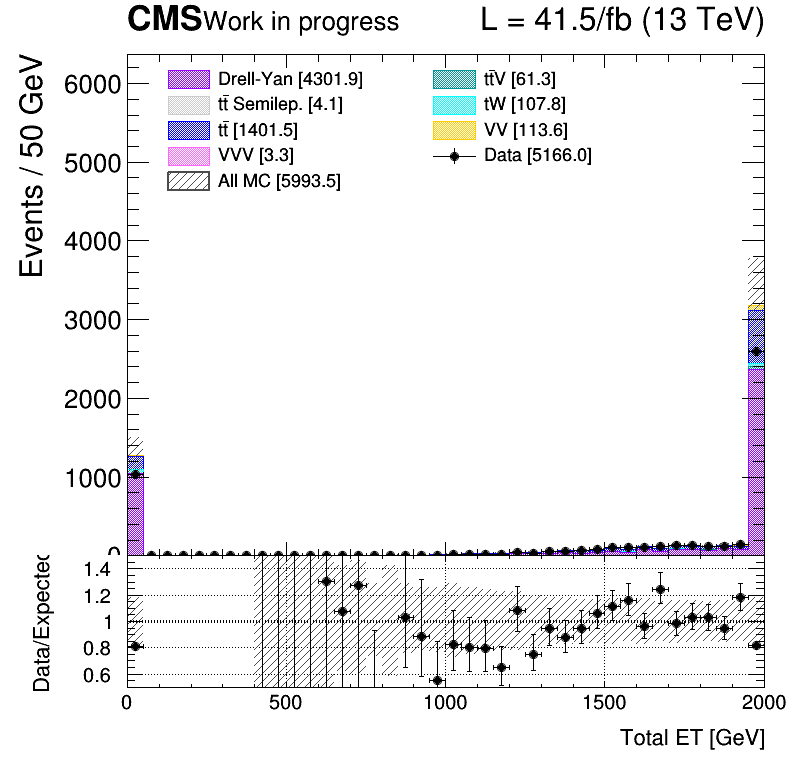 CMS Work in progress L = 41.5/fb (13 TeV)
Events / 50 GeV
6000
5000
4000
3000
2000
1000
0
Drell-Yan [4301.9]
tt̄ Semilep. [4.1]
tt̄ [1401.5]
VVV [3.3]
All MC [5993.5]
tt̄V [61.3]
tW [107.8]
VV [113.6]
Data [5166.0]
Data/Expected
1.4
1.2
1
0.8
0.6
0 500 1000 1500 2000
Total ET [GeV]